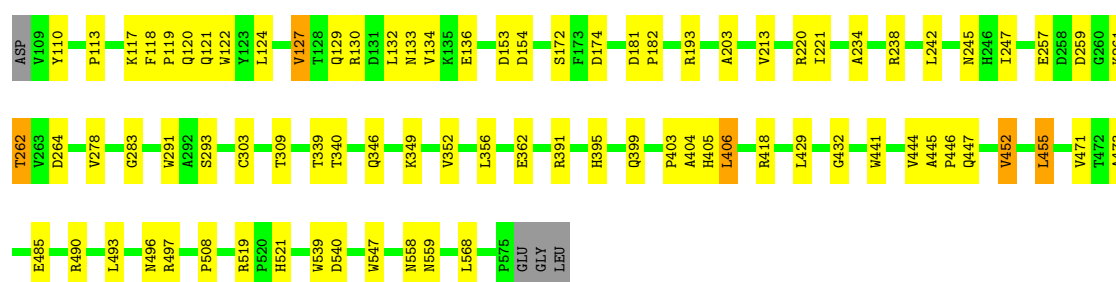 ASP V109 Y110 P113 K117 F118 P119 Q120 Q121 W122 Y123 L124 V127 T128 Q129 R130 D131 L132 N133 V134 K135 E136 D153 D154 S172 F173 D174 D181 P182 R193 A203 V213 R220 I221 A234 R238 L242 N245 H246 I247 E257 D258 D259 G260
T262 V263 D264 V278 G283 W291 A292 S293 C303 T309 T339 T340 Q346 K349 V352 L356 E362 R391 H395 Q399 P403 A404 H405 L406 R418 L429 G432 W441 V444 A445 P446 Q447 V452 L455 V471 T472
E485 R490 L493 N496 R497 P508 R519 P520 H521 W539 D540 W547 N558 N559 L568 P575 GLU GLY LEU